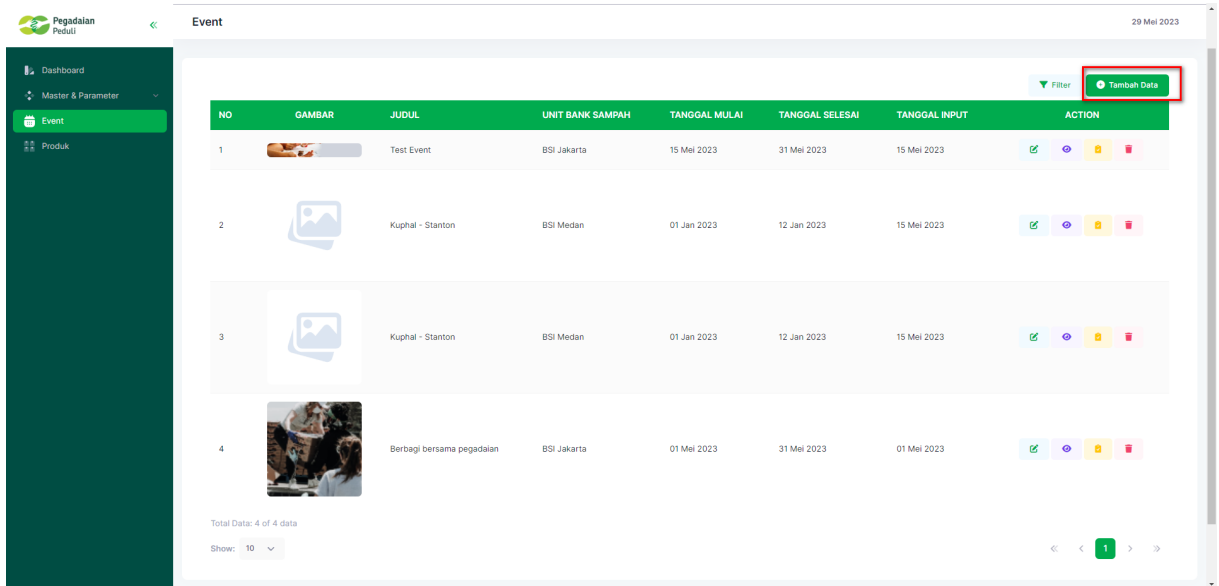 Pegadaian
Peduli
Event
29 Mei 2023
Dashboard
Master & Parameter
Event
Produk
Filter
Tambah Data
NO GAMBAR JUDUL UNIT BANK SAMPAH TANGGAL MULAI TANGGAL SELESAI TANGGAL INPUT ACTION
1 Test Event BSI Jakarta 15 Mei 2023 31 Mei 2023 15 Mei 2023
2 Kuphal - Stanton BSI Medan 01 Jan 2023 12 Jan 2023 15 Mei 2023
3 Kuphal - Stanton BSI Medan 01 Jan 2023 12 Jan 2023 15 Mei 2023
4 Berbagi bersama pegadaian BSI Jakarta 01 Mei 2023 31 Mei 2023 01 Mei 2023
Total Data: 4 of 4 data
Show: 10
1